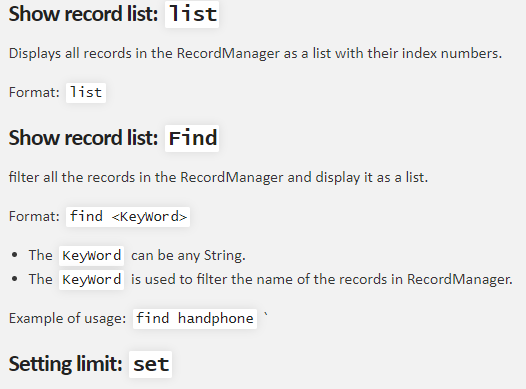 Show record list: list
Displays all records in the RecordManager as a list with their index numbers.
Format: list
Show record list: Find
filter all the records in the RecordManager and display it as a list.
Format: find <KeyWord>
• The KeyWord can be any String.
• The KeyWord is used to filter the name of the records in RecordManager.
Example of usage: find handphone `
Setting limit: set